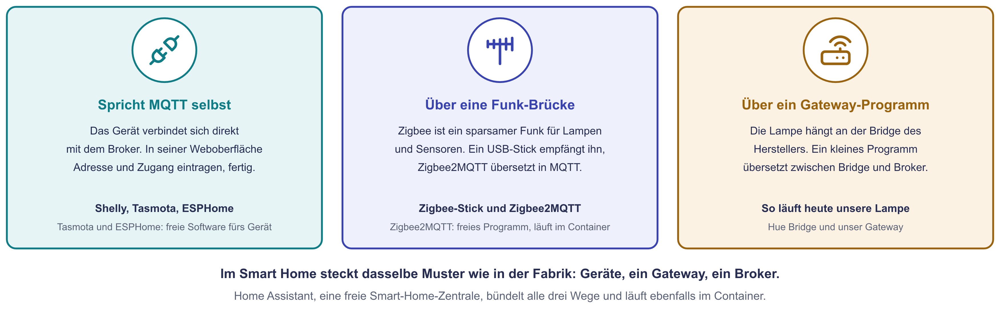 Spricht MQTT selbst
Das Gerät verbindet sich direkt
mit dem Broker. In seiner Weboberfläche
Adresse und Zugang eintragen, fertig.
Shelly, Tasmota, ESPHome
Tasmota und ESPHome: freie Software fürs Gerät
Über eine Funk-Brücke
Zigbee ist ein sparsamer Funk für Lampen
und Sensoren. Ein USB-Stick empfängt ihn,
Zigbee2MQTT übersetzt in MQTT.
Zigbee-Stick und Zigbee2MQTT
Zigbee2MQTT: freies Programm, läuft im Container
Über ein Gateway-Programm
Die Lampe hängt an der Bridge des
Herstellers. Ein kleines Programm
übersetzt zwischen Bridge und Broker.
So läuft heute unsere Lampe
Hue Bridge und unser Gateway
Im Smart Home steckt dasselbe Muster wie in der Fabrik: Geräte, ein Gateway, ein Broker.
Home Assistant, eine freie Smart-Home-Zentrale, bündelt alle drei Wege und läuft ebenfalls im Container.